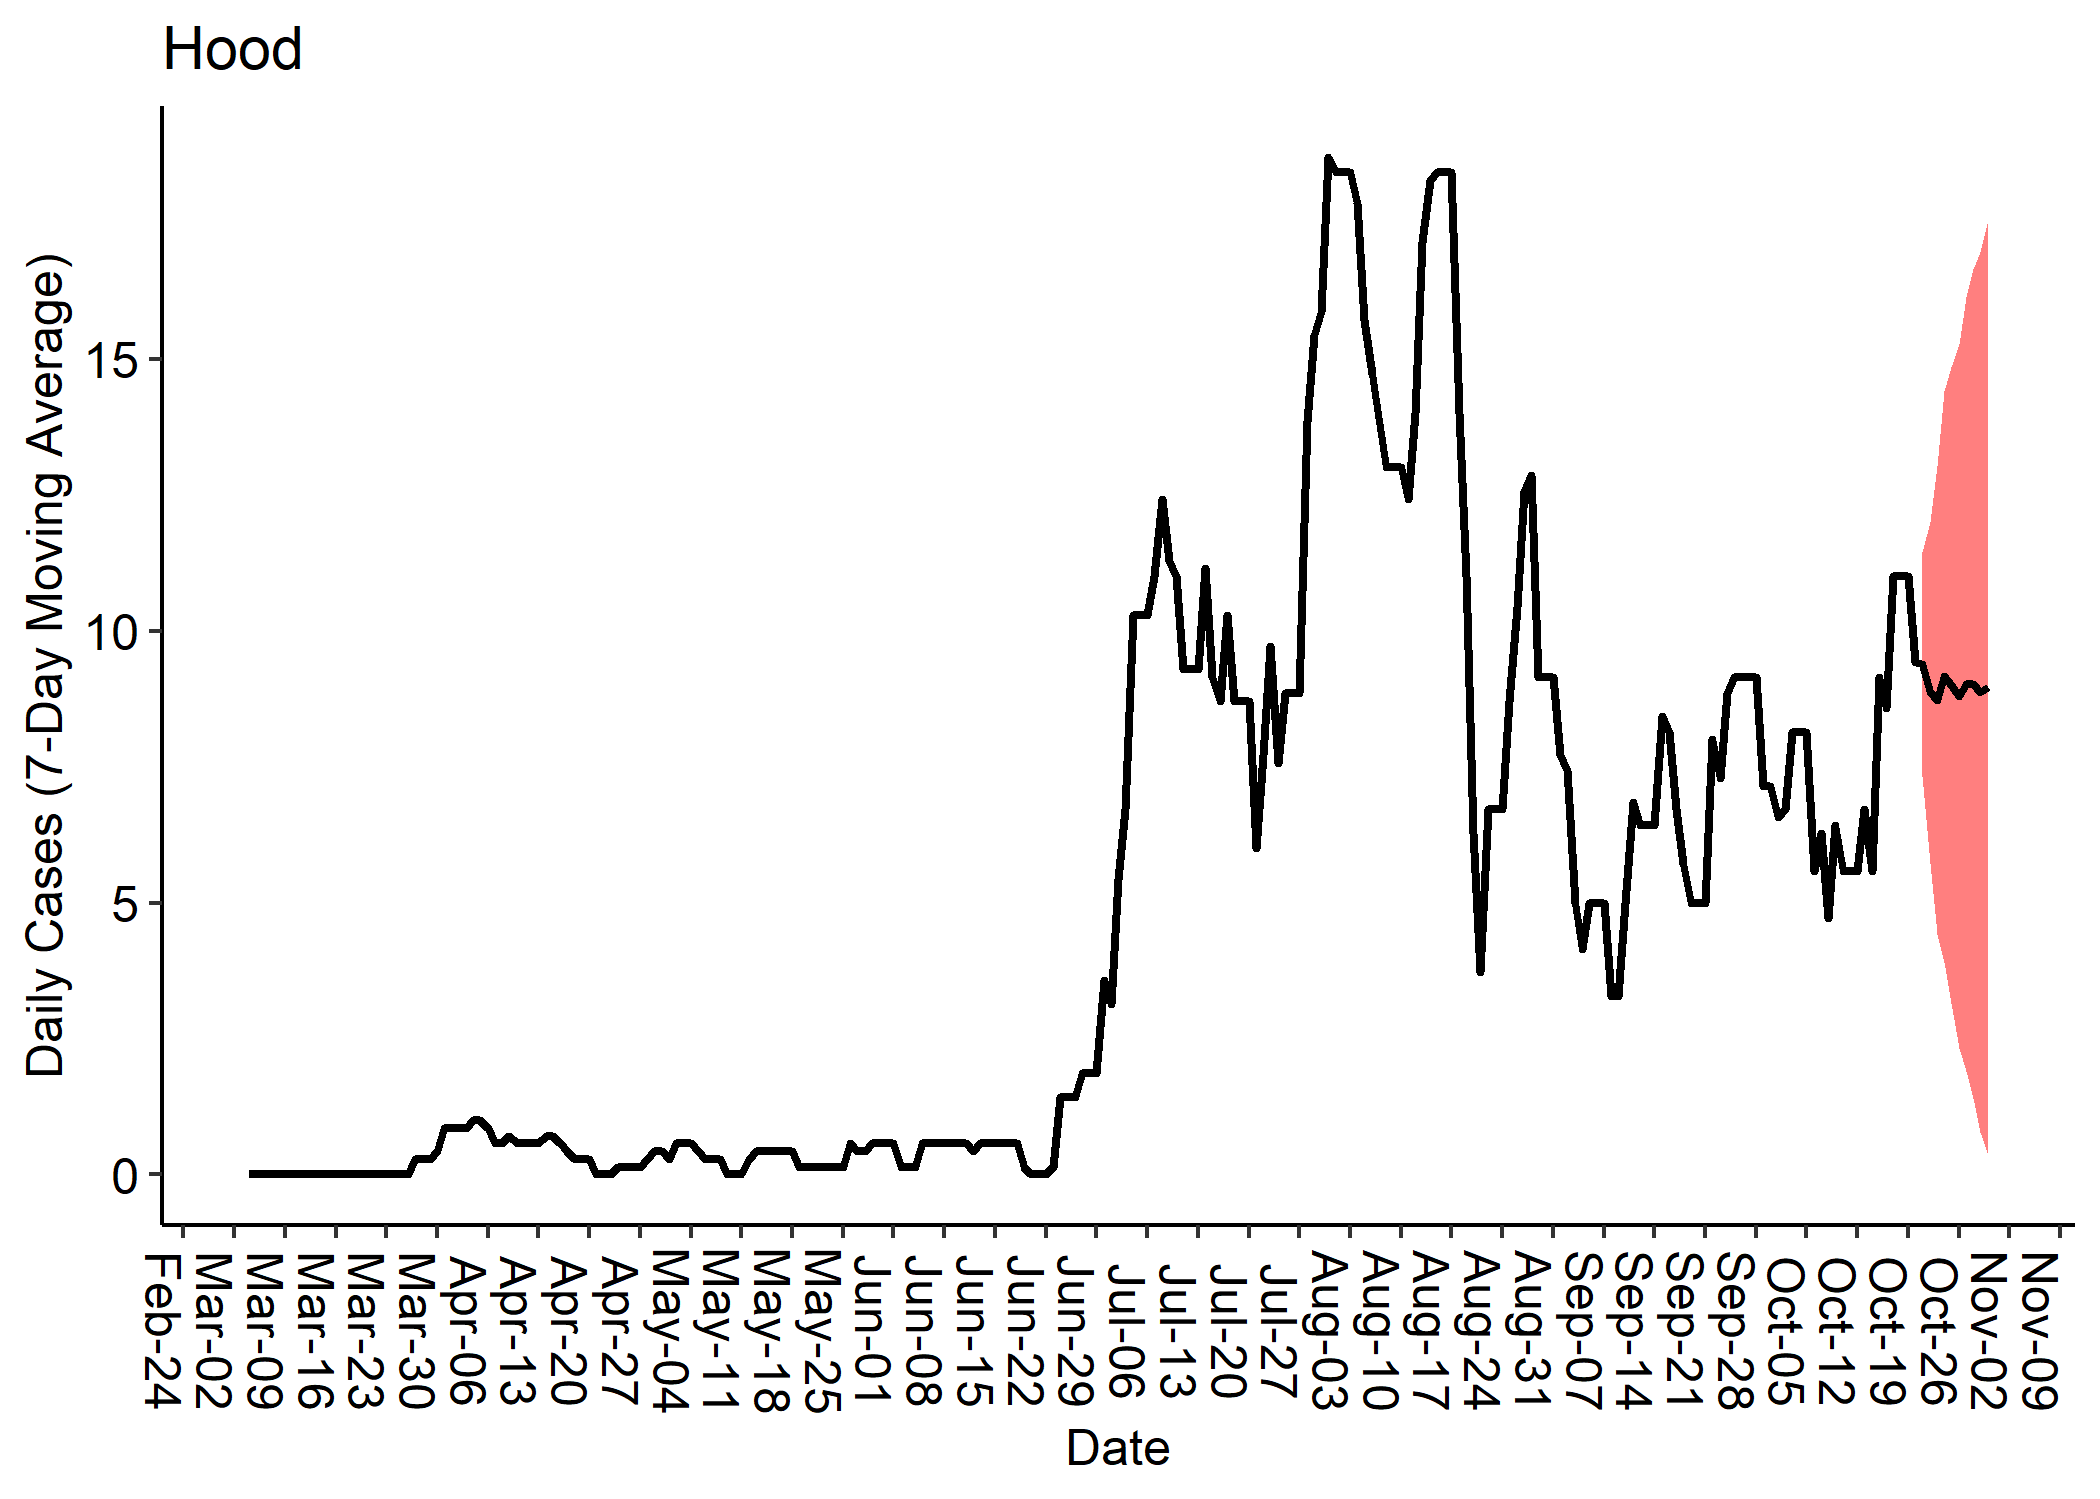 Hood
Daily Cases (7-Day Moving Average)
15
10
5
0
Feb-24
Mar-02
Mar-09
Mar-16
Mar-23
Mar-30
Apr-06
Apr-13
Apr-20
Apr-27
May-04
May-11
May-18
May-25
Jun-01
Jun-08
Jun-15
Jun-22
Jun-29
Jul-06
Jul-13
Jul-20
Jul-27
Aug-03
Aug-10
Aug-17
Aug-24
Aug-31
Sep-07
Sep-14
Sep-21
Sep-28
Oct-05
Oct-12
Oct-19
Oct-26
Nov-02
Nov-09
Date